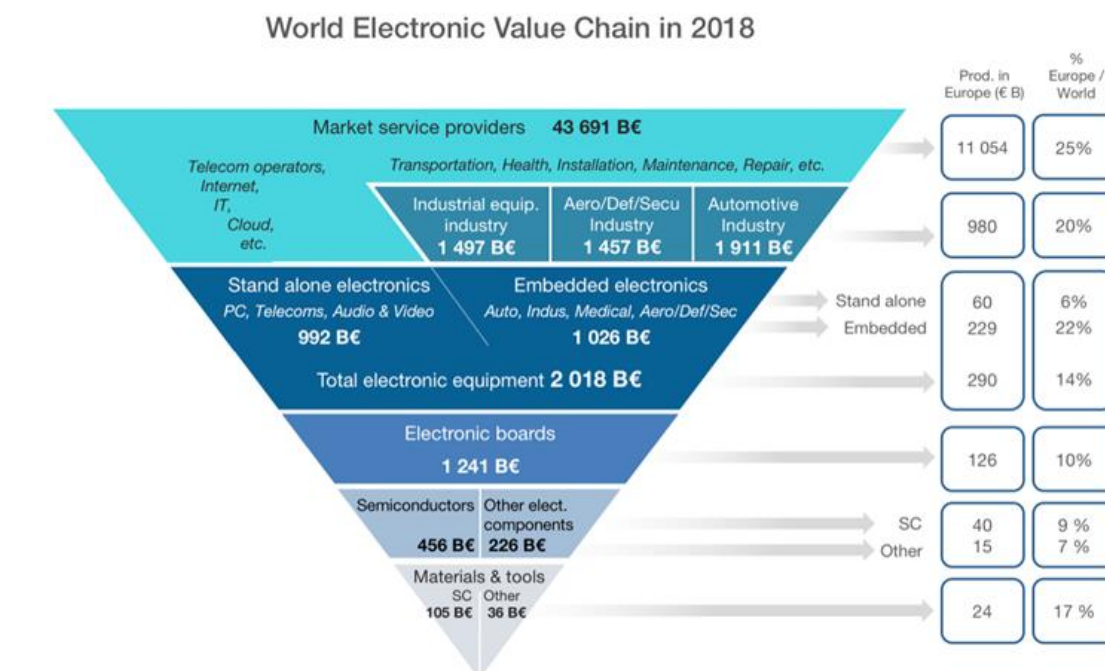 World Electronic Value Chain in 2018
Prod. in
Europe (€ B)
%
Europe /
World
Market service providers 43 691 B€
Telecom operators,
Internet,
IT,
Cloud,
etc.
Transportation, Health, Installation, Maintenance, Repair, etc.
11 054
25%
Industrial equip.
industry
1 497 B€
Aero/Def/Secu
Industry
1 457 B€
Automotive
Industry
1 911 B€
980
20%
Stand alone electronics
PC, Telecoms, Audio & Video
992 B€
Embedded electronics
Auto, Indus, Medical, Aero/Def/Sec
1 026 B€
Total electronic equipment 2 018 B€
Stand alone
Embedded
60
229
290
6%
22%
14%
Electronic boards
1 241 B€
126
10%
Semiconductors
456 B€
Other elect.
components
226 B€
SC
Other
40
15
9 %
7 %
Materials & tools
SC
105 B€
Other
36 B€
24
17 %